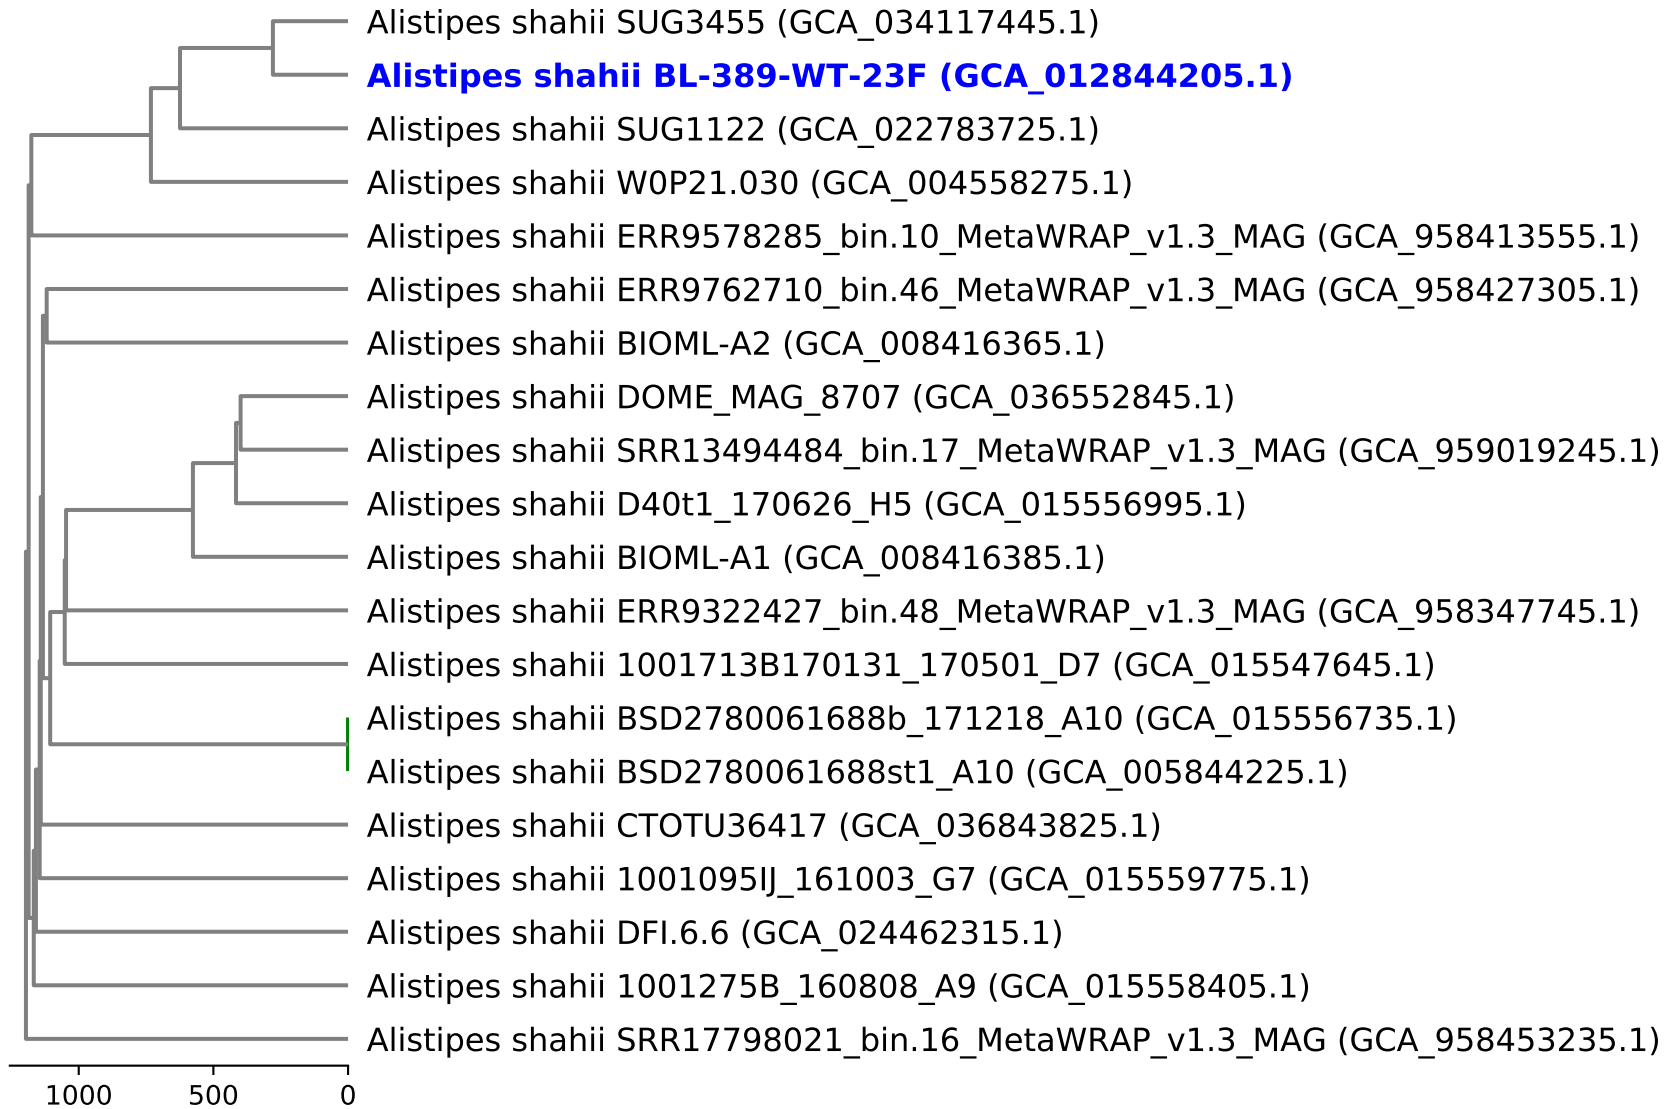 Alistipes shahii SUG3455 (GCA_034117445.1)
Alistipes shahii BL-389-WT-23F (GCA_012844205.1)
Alistipes shahii SUG1122 (GCA_022783725.1)
Alistipes shahii W0P21.030 (GCA_004558275.1)
Alistipes shahii ERR9578285_bin.10_MetaWRAP_v1.3_MAG (GCA_958413555.1)
Alistipes shahii ERR9762710_bin.46_MetaWRAP_v1.3_MAG (GCA_958427305.1)
Alistipes shahii BIOML-A2 (GCA_008416365.1)
Alistipes shahii DOME_MAG_8707 (GCA_036552845.1)
Alistipes shahii SRR13494484_bin.17_MetaWRAP_v1.3_MAG (GCA_959019245.1)
Alistipes shahii D40t1_170626_H5 (GCA_015556995.1)
Alistipes shahii BIOML-A1 (GCA_008416385.1)
Alistipes shahii ERR9322427_bin.48_MetaWRAP_v1.3_MAG (GCA_958347745.1)
Alistipes shahii 1001713B170131_170501_D7 (GCA_015547645.1)
Alistipes shahii BSD2780061688b_171218_A10 (GCA_015556735.1)
Alistipes shahii BSD2780061688st1_A10 (GCA_005844225.1)
Alistipes shahii CTOTU36417 (GCA_036843825.1)
Alistipes shahii 1001095IJ_161003_G7 (GCA_015559775.1)
Alistipes shahii DFI.6.6 (GCA_024462315.1)
Alistipes shahii 1001275B_160808_A9 (GCA_015558405.1)
Alistipes shahii SRR17798021_bin.16_MetaWRAP_v1.3_MAG (GCA_958453235.1)
1000 500 0